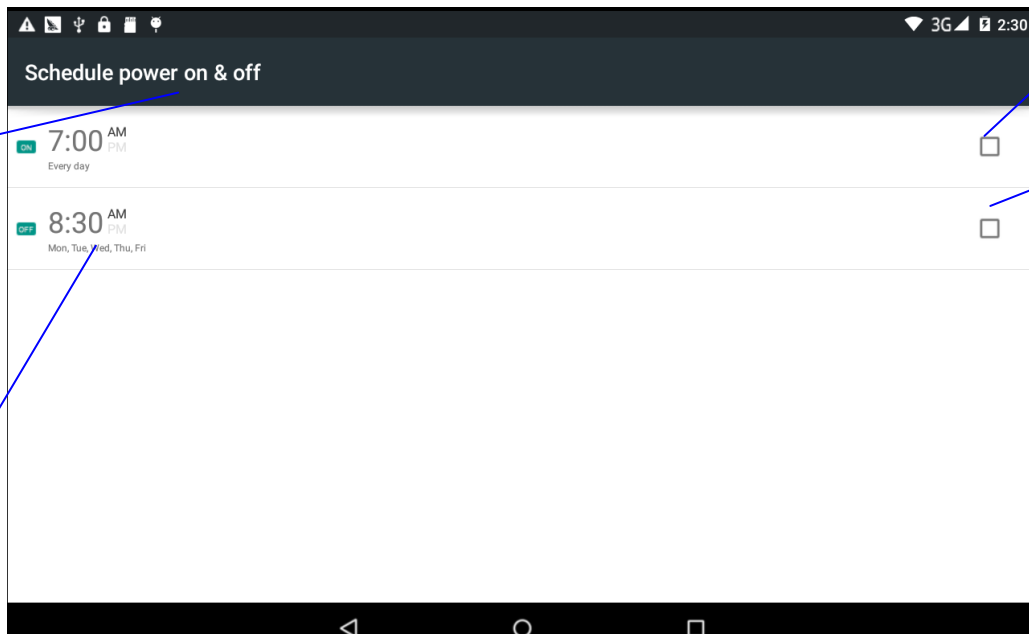 3G 2:30
Schedule power on & off
ON 7:00 AM PM
Every day
OFF 8:30 AM PM
Mon, Tue, Wed, Thu, Fri